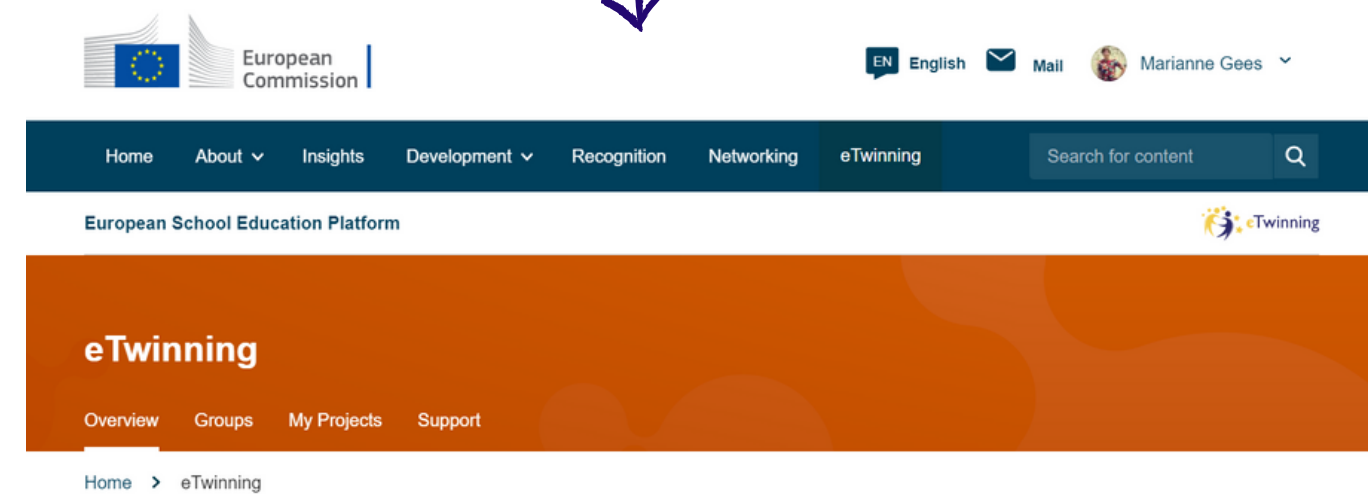 European
Commission
EN English Mail Marianne Gees
Home About Insights Development Recognition Networking eTwinning Search for content
European School Education Platform eTwinning
eTwinning
Overview Groups My Projects Support
Home > eTwinning